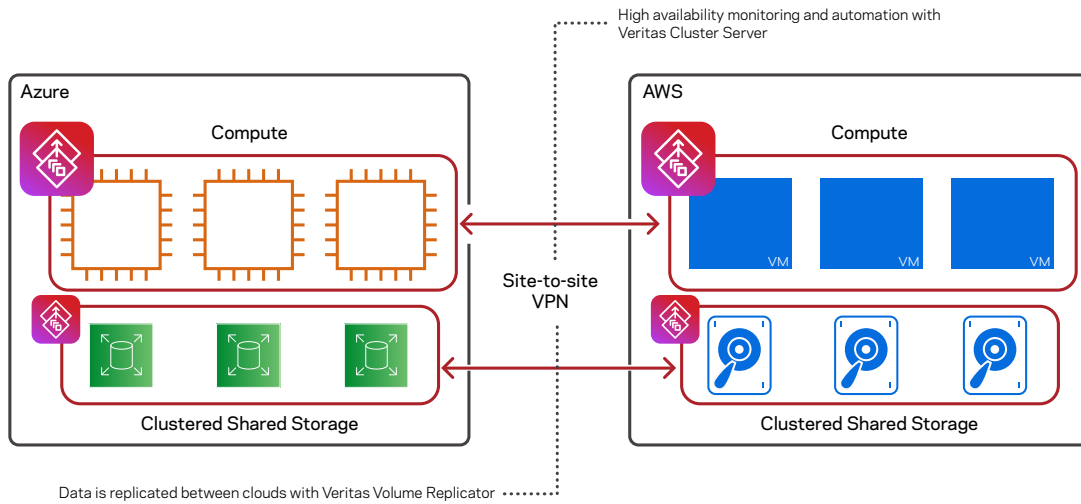 High availability monitoring and automation with
Veritas Cluster Server
Azure
Compute
AWS
Compute
VM
VM
VM
Site-to-site
VPN
Clustered Shared Storage
Clustered Shared Storage
Data is replicated between clouds with Veritas Volume Replicator